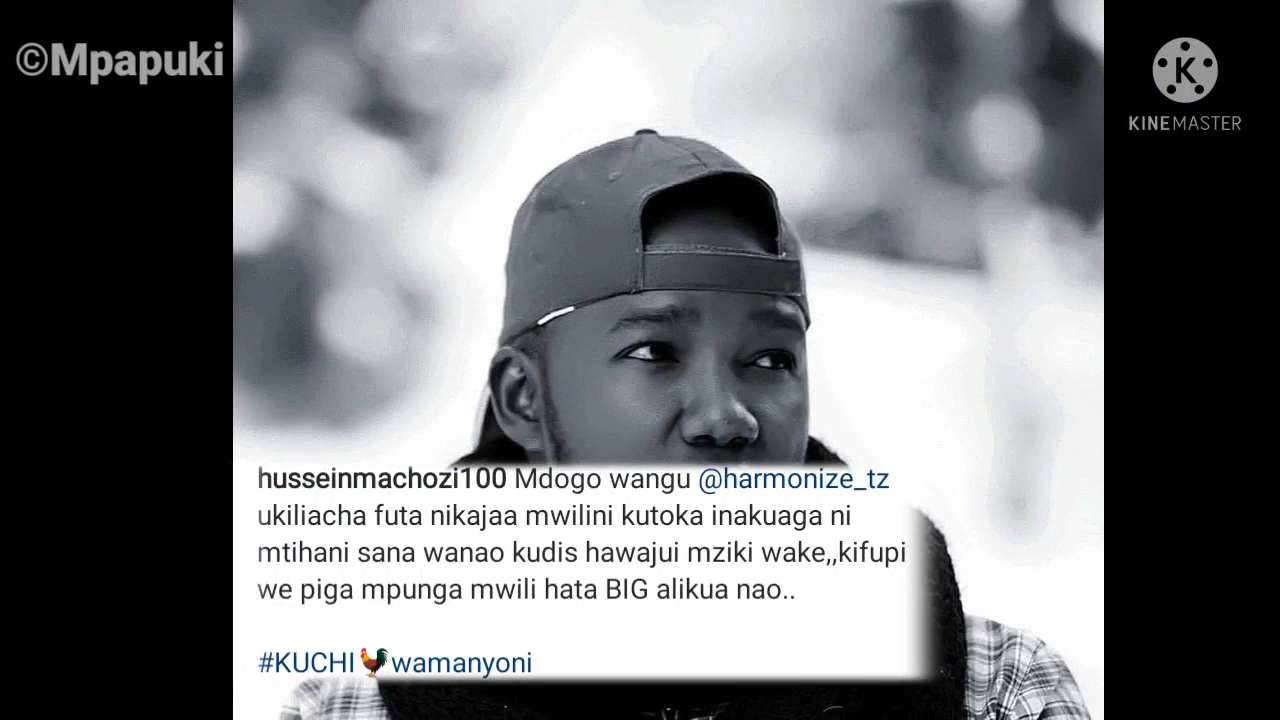 ©Mpapuki
KINEMASTER
husseinmachozi100 Mdogo wangu @harmonize_tz
ukiliacha futa nikajaa mwilini kutoka inakuaga ni
mtihani sana wanao kudis hawajui mziki wake,,kifupi
we piga mpunga mwili hata BIG alikua nao..
#KUCHI🐓wamanyoni